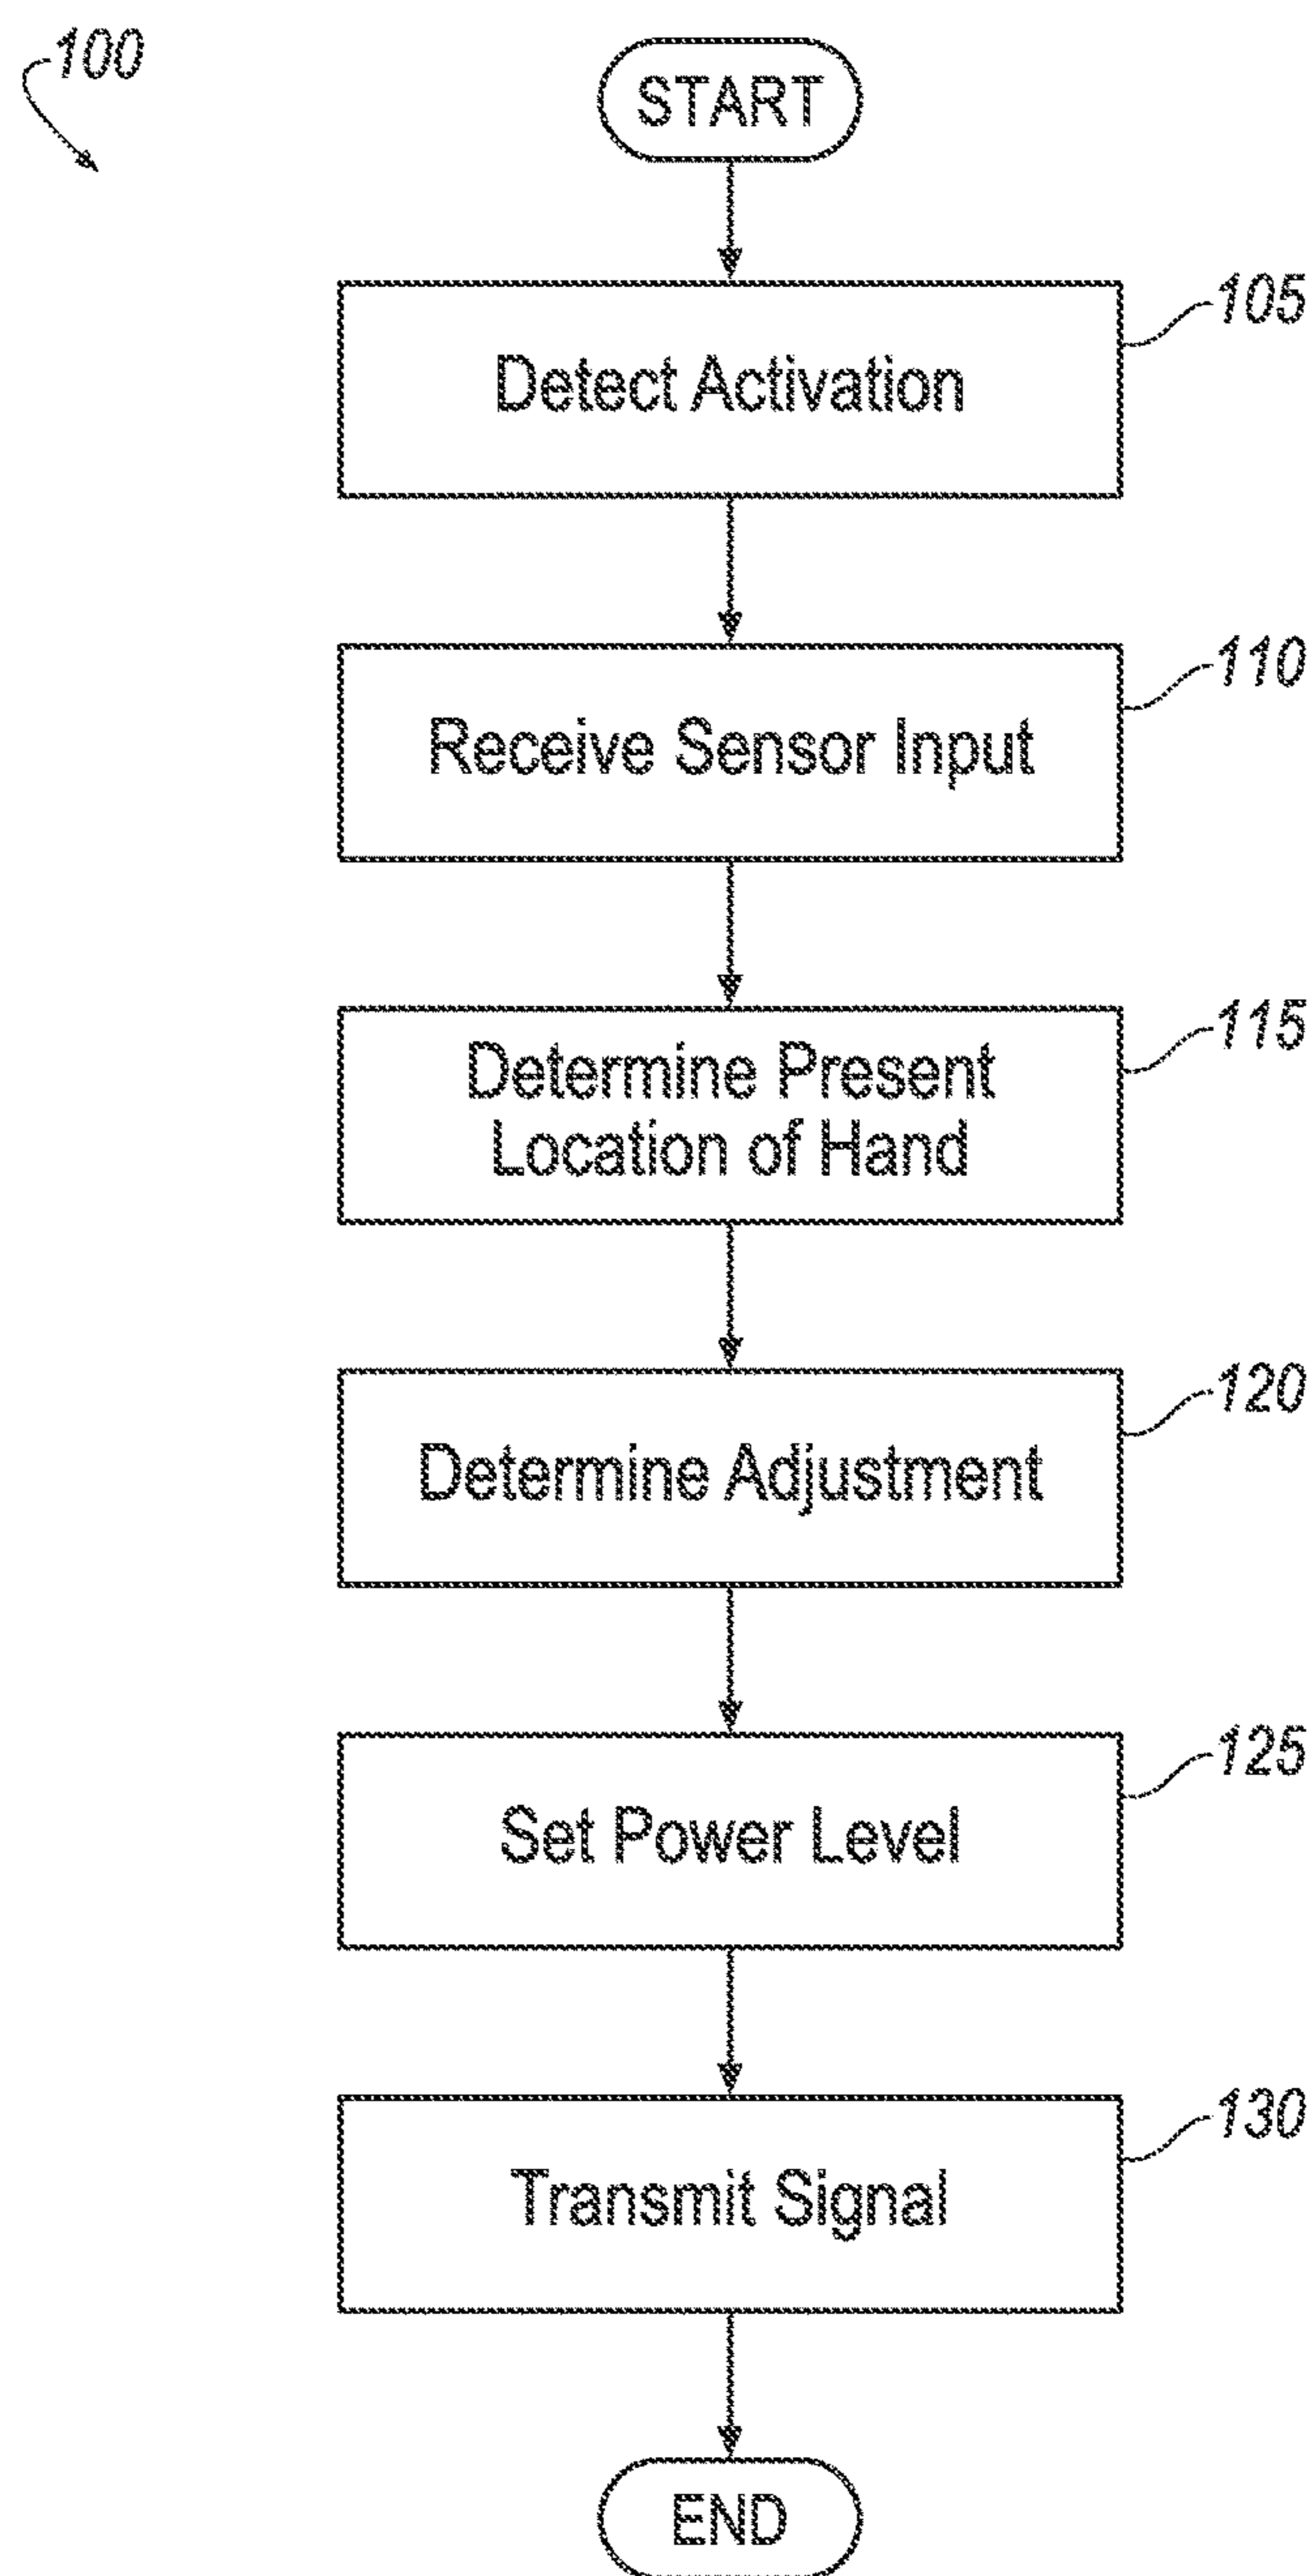 100
START
105
Detect Activation
110
Receive Sensor Input
115
Determine Present
Location of Hand
120
Determine Adjustment
125
Set Power Level
130
Transmit Signal
END